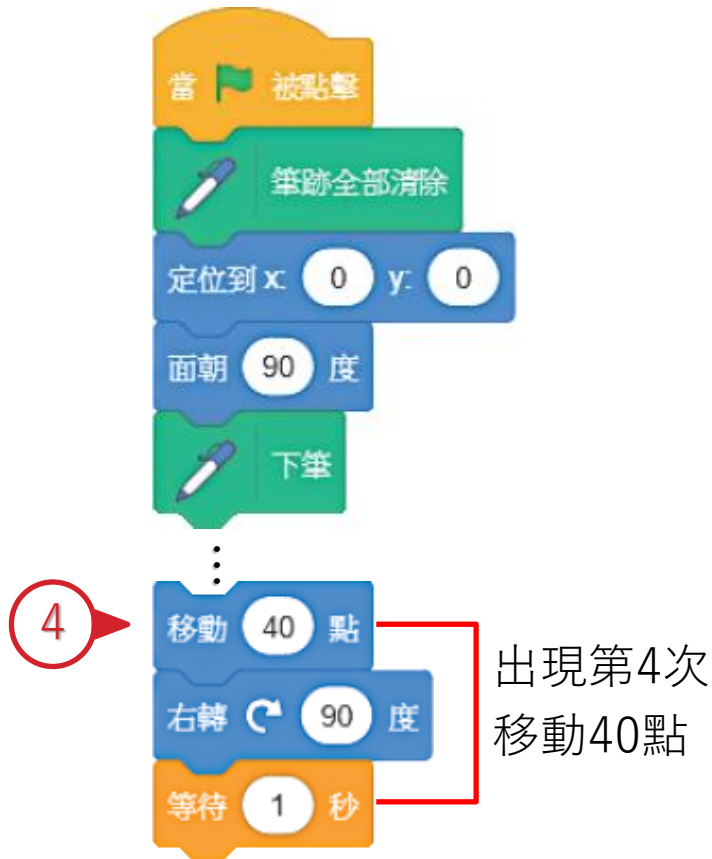 當 被點擊
筆跡全部清除
定位到 x: 0 y: 0
面朝 90 度
下筆
⋮
4
移動 40 點
右轉 90 度
等待 1 秒
出現第4次
移動40點